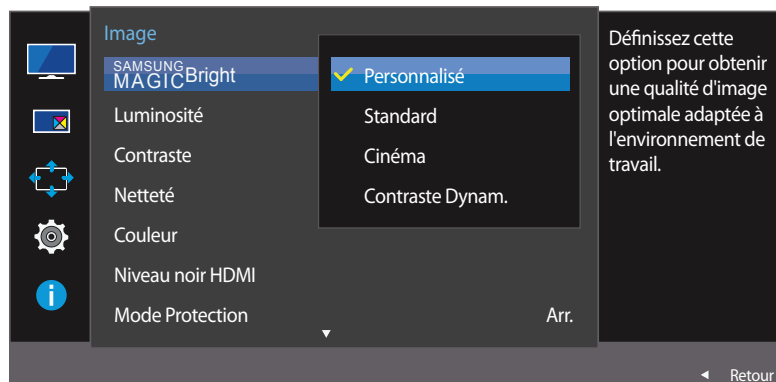 Image
SAMSUNG
MAGICBright
Luminosité
Contraste
Netteté
Couleur
Niveau noir HDMI
Mode Protection Arr.
Personnalisé
Standard
Cinéma
Contraste Dynam.
Définissez cette
option pour obtenir
une qualité d'image
optimale adaptée à
l'environnement de
travail.
Retour